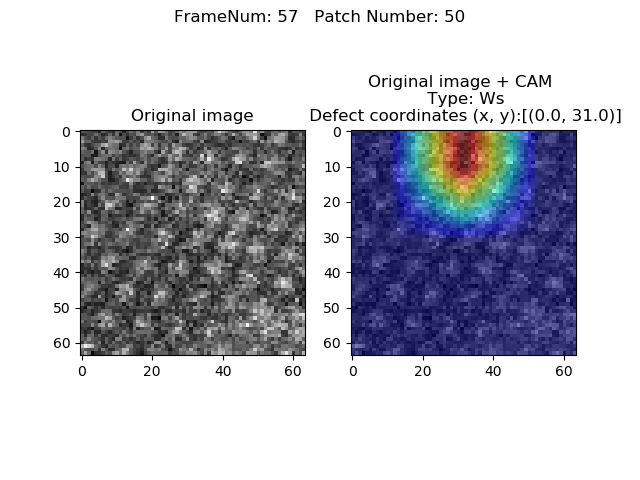 FrameNum: 57   Patch Number: 50
Original image
0
10
20
30
40
50
60
0 20 40 60
Original image + CAM
Type: Ws
Defect coordinates (x, y):[(0.0, 31.0)]
0
10
20
30
40
50
60
0 20 40 60